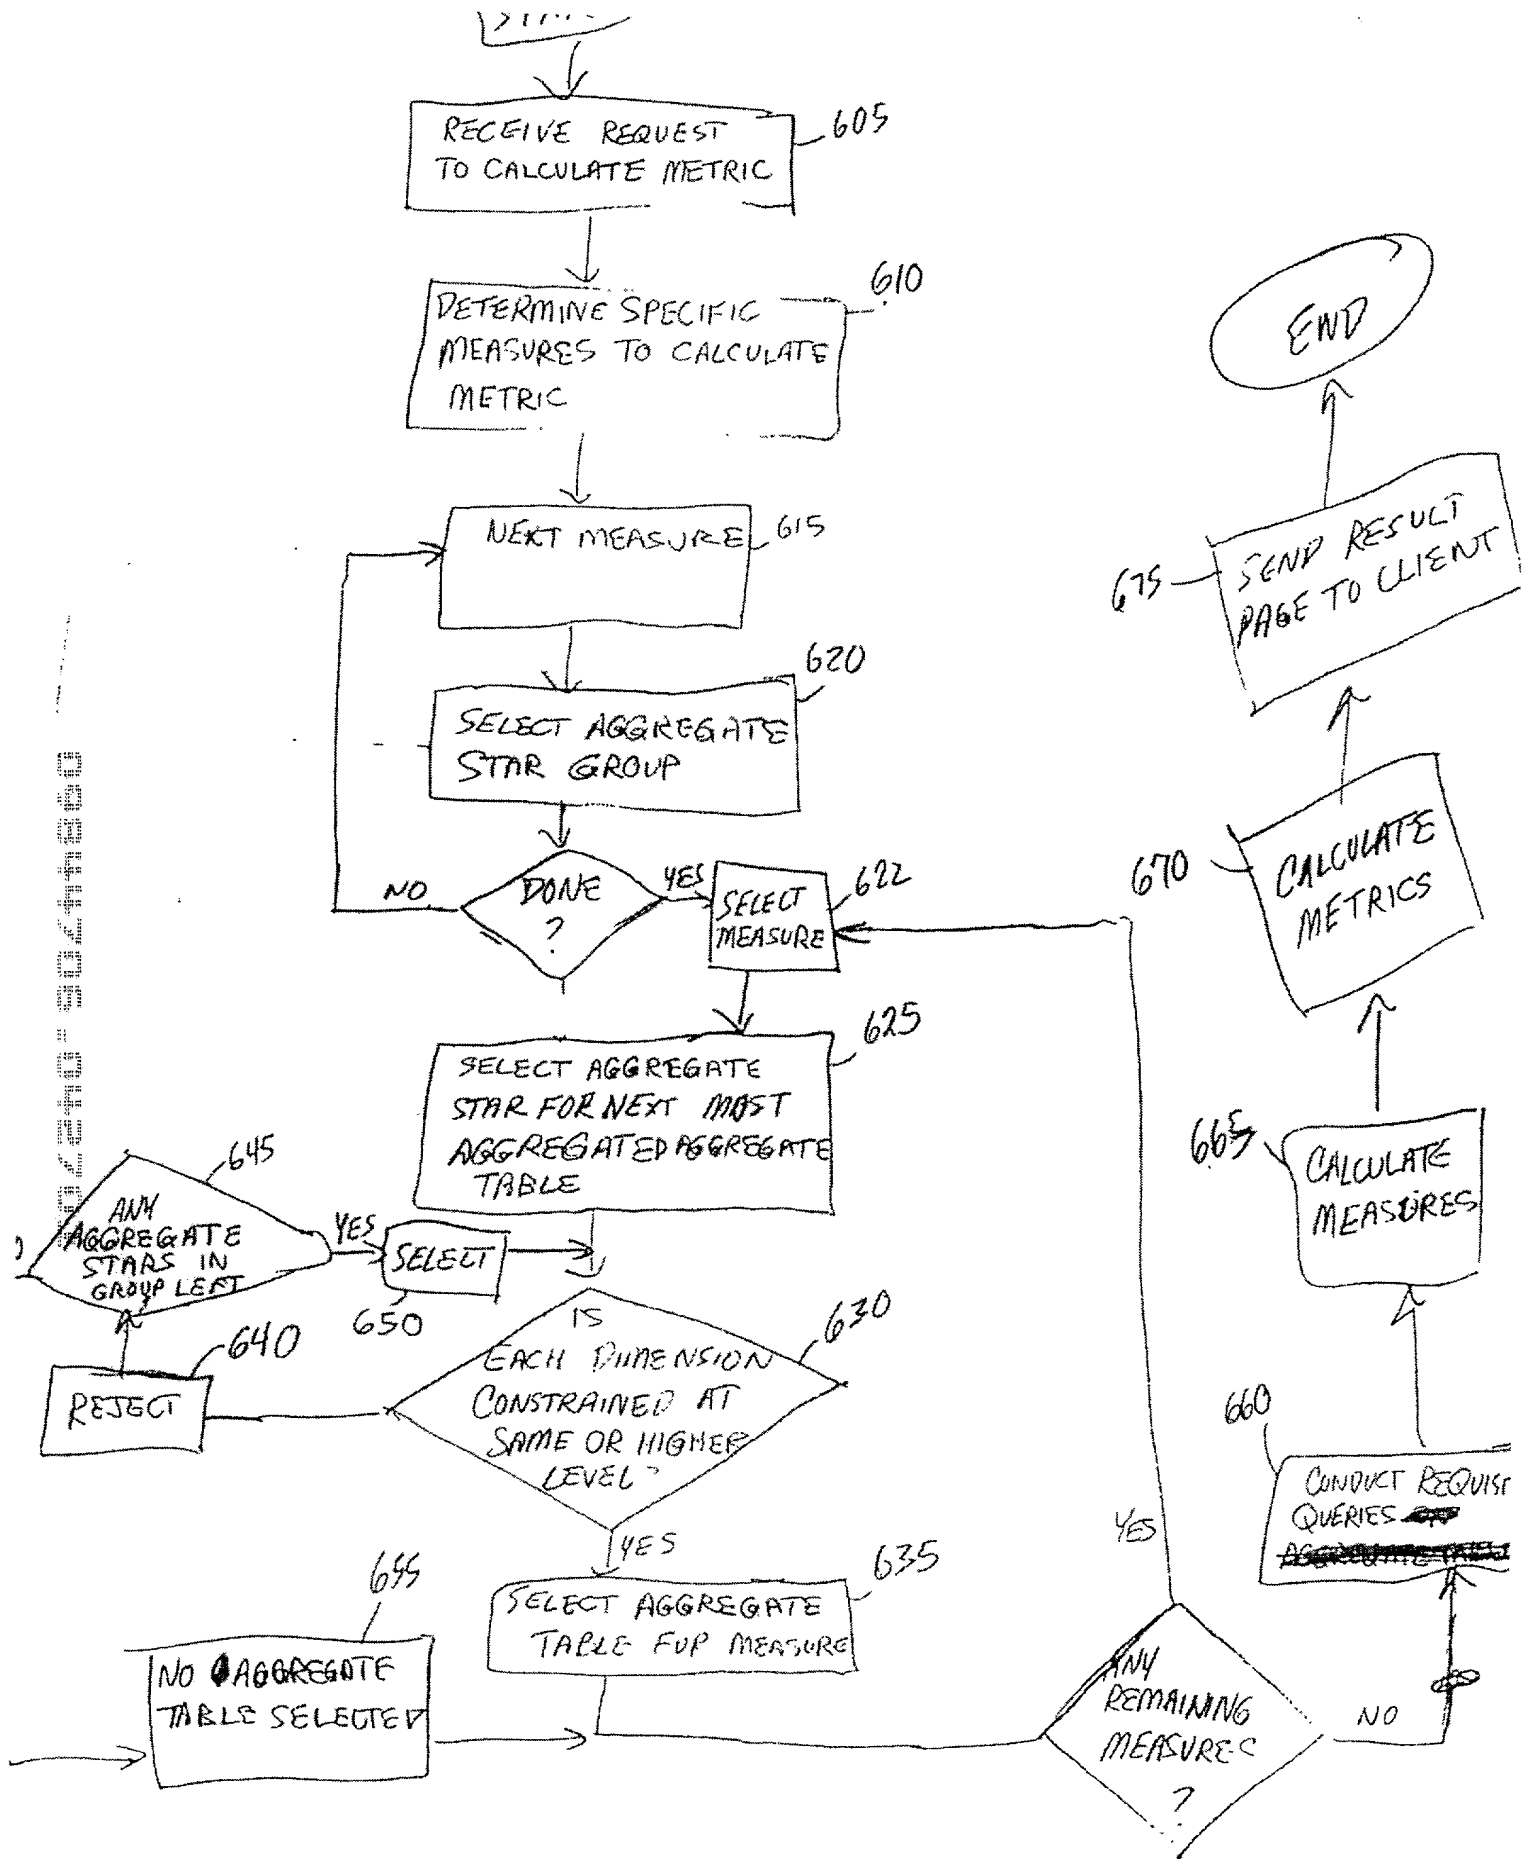 RECEIVE REQUEST
TO CALCULATE METRIC
605
DETERMINE SPECIFIC
MEASURES TO CALCULATE
METRIC
610
NEXT MEASURE
615
SELECT AGGREGATE
STAR GROUP
620
DONE
?
NO
YES
SELECT
MEASURE
622
SELECT AGGREGATE
STAR FOR NEXT MOST
AGGREGATED AGGREGATE
TABLE
625
ANY
AGGREGATE
STARS IN
GROUP LEFT
645
YES
SELECT
650
REJECT
640
IS
EACH DIMENSION
CONSTRAINED AT
SAME OR HIGHER
LEVEL?
630
YES
SELECT AGGREGATE
TABLE FUP MEASURE
635
NO AGGREGATE
TABLE SELECTED
655
ANY
REMAINING
MEASURES
?
YES
NO
CONDUCT
QUERIES
660
CALCULATE
MEASURES
665
CALCULATE
METRICS
670
SEND RESULT
PAGE TO CLIENT
675
END